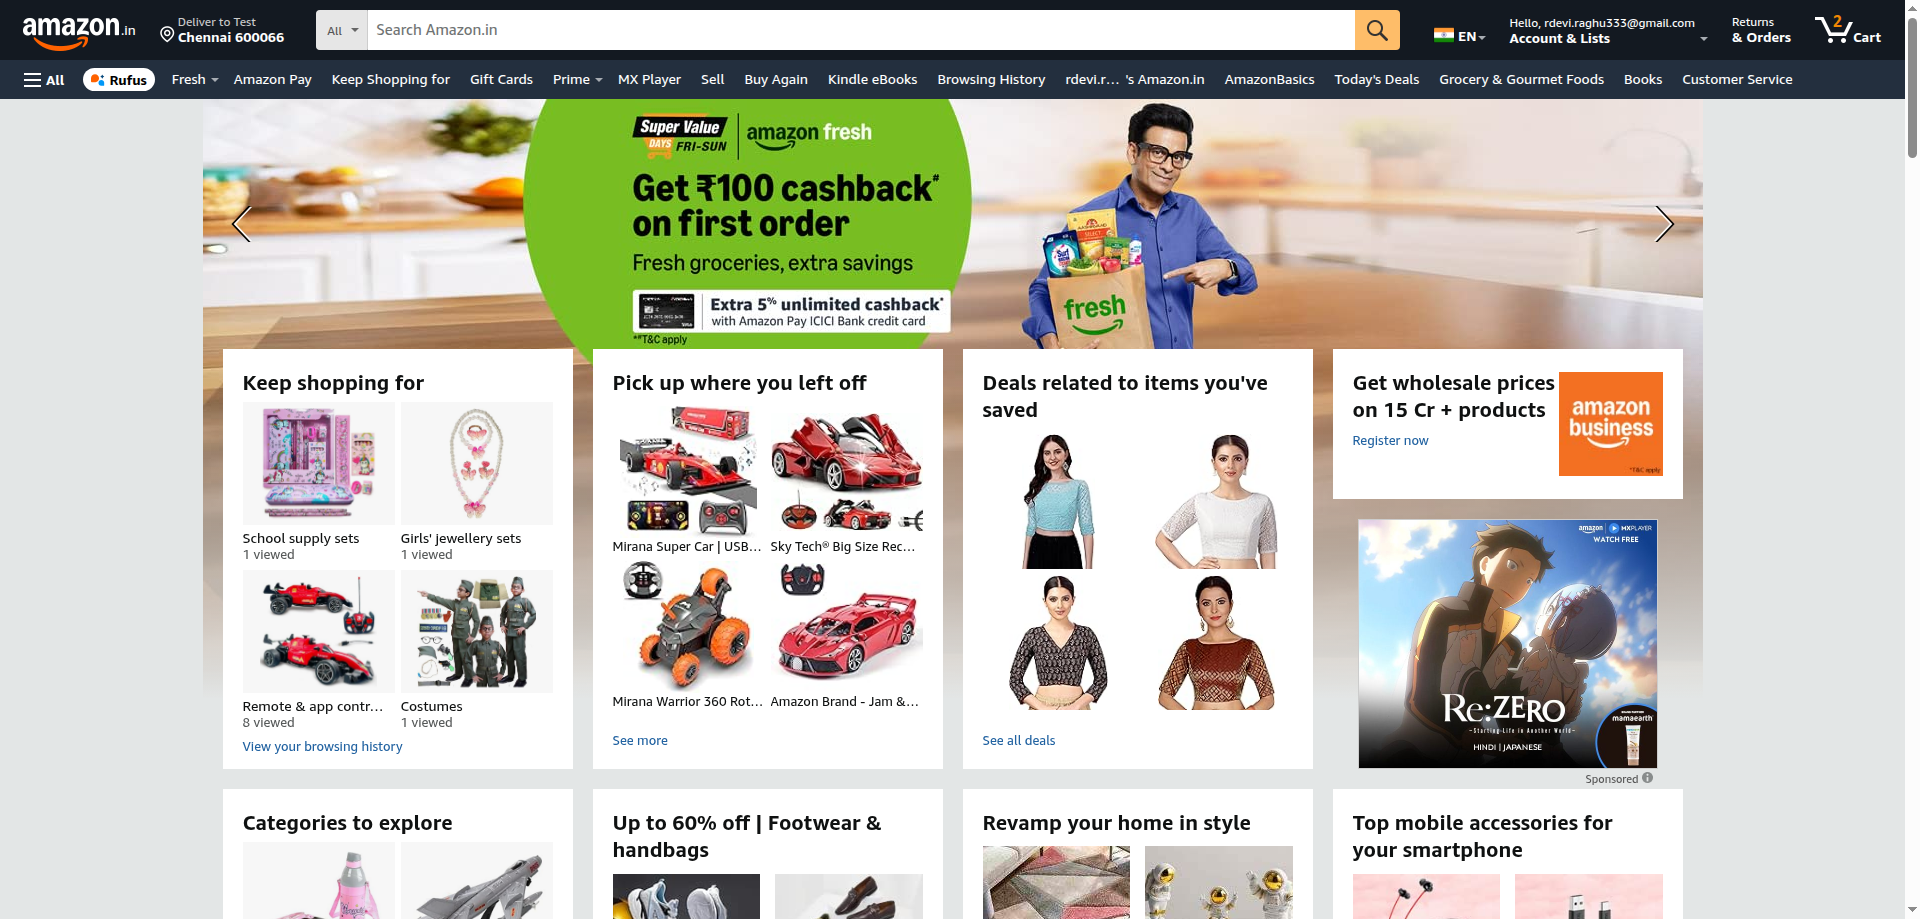 amazon.in
Deliver to Test
Chennai 600066
All
Search Amazon.in
EN
Hello, rdevi.raghu333@gmail.com
Account & Lists
Returns
& Orders
2
Cart
All
Rufus
Fresh
Amazon Pay
Keep Shopping for
Gift Cards
Prime
MX Player
Sell
Buy Again
Kindle eBooks
Browsing History
rdevi.r... 's Amazon.in
AmazonBasics
Today's Deals
Grocery & Gourmet Foods
Books
Customer Service
Super Value
DAYS FRI-SUN
amazon fresh
Get ₹100 cashback#
on first order
Fresh groceries, extra savings
Extra 5% unlimited cashback*
with Amazon Pay ICICI Bank credit card
*#T&C apply
fresh
Keep shopping for
School supply sets
1 viewed
Girls' jewellery sets
1 viewed
Remote & app contr...
8 viewed
Costumes
1 viewed
View your browsing history
Pick up where you left off
Mirana Super Car | USB...
Sky Tech® Big Size Rec...
Mirana Warrior 360 Rot...
Amazon Brand - Jam &...
See more
Deals related to items you've
saved
See all deals
Get wholesale prices
on 15 Cr + products
Register now
amazon
business
*T&C apply
amazon | MXPLAYER
WATCH FREE
Re:ZERO
-Starting Life in Another World-
HINDI | JAPANESE
mamaearth
Sponsored
Categories to explore
Up to 60% off | Footwear &
handbags
Revamp your home in style
Top mobile accessories for
your smartphone